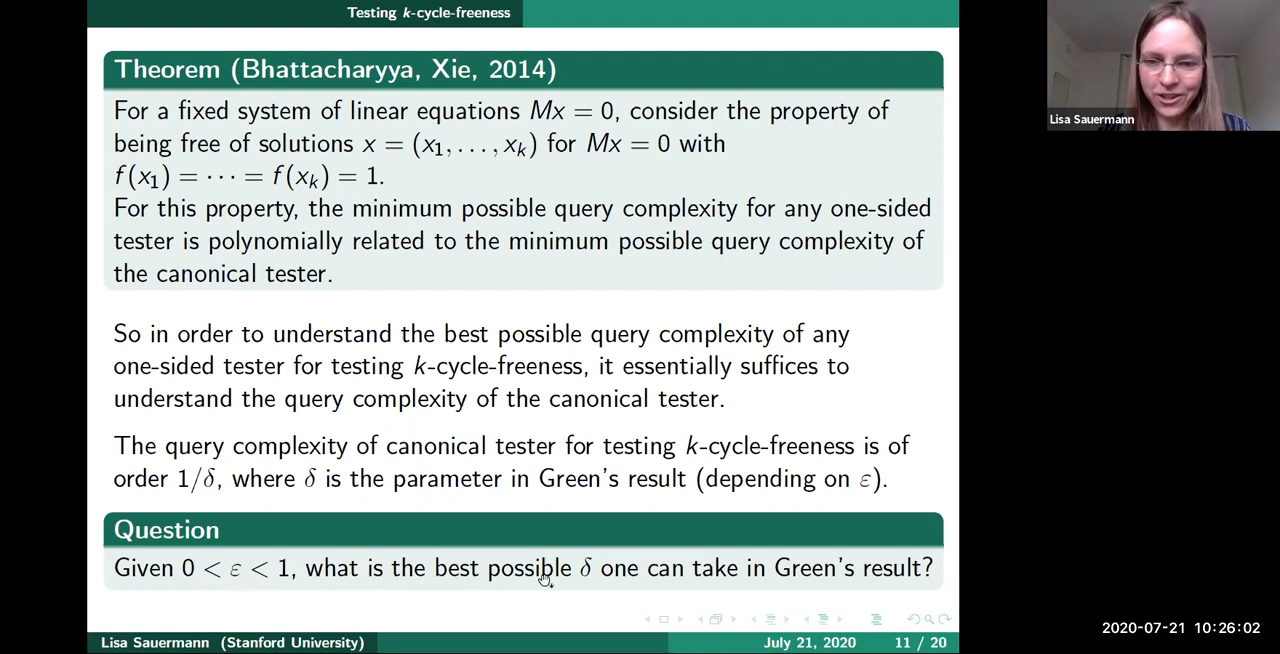 Testing k-cycle-freeness
Theorem (Bhattacharyya, Xie, 2014)
For a fixed system of linear equations Mx = 0, consider the property of
being free of solutions x = (x₁, . . . , xₖ) for Mx = 0 with
f(x₁) = · · · = f(xₖ) = 1.
For this property, the minimum possible query complexity for any one-sided
tester is polynomially related to the minimum possible query complexity of
the canonical tester.
So in order to understand the best possible query complexity of any
one-sided tester for testing k-cycle-freeness, it essentially suffices to
understand the query complexity of the canonical tester.
The query complexity of canonical tester for testing k-cycle-freeness is of
order 1/δ, where δ is the parameter in Green's result (depending on ε).
Question
Given 0 < ε < 1, what is the best possible δ one can take in Green's result?
Lisa Sauermann (Stanford University)
July 21, 2020
11 / 20
Lisa Sauermann
2020-07-21 10:26:02